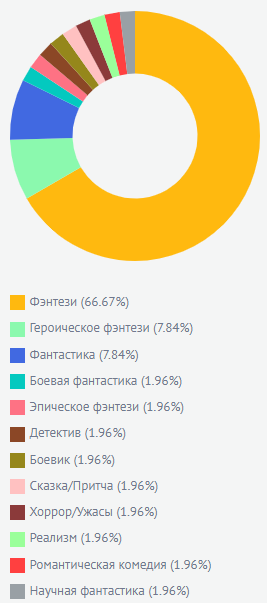 Фэнтези (66.67%)
Героическое фэнтези (7.84%)
Фантастика (7.84%)
Боевая фантастика (1.96%)
Эпическое фэнтези (1.96%)
Детектив (1.96%)
Боевик (1.96%)
Сказка/Притча (1.96%)
Хоррор/Ужасы (1.96%)
Реализм (1.96%)
Романтическая комедия (1.96%)
Научная фантастика (1.96%)